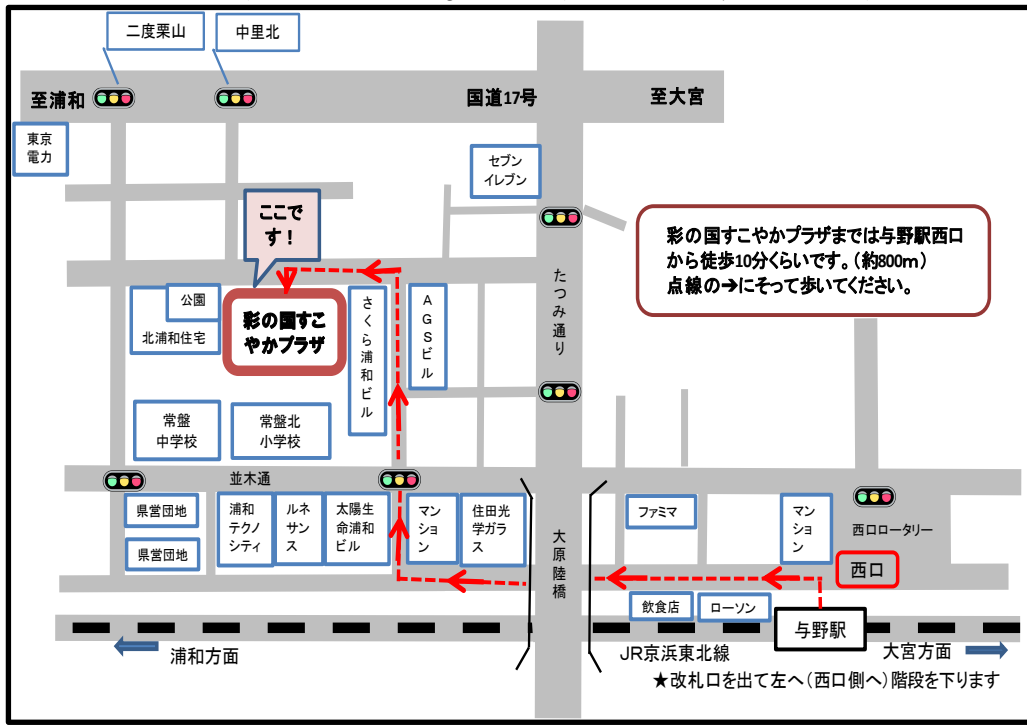 二度栗山
中里北
至浦和
国道17号
至大宮
東京
電力
セブン
イレブン
ここで
す！
彩の国すこやかプラザまでは与野駅西口
から徒歩10分くらいです。（約800m）
点線の➔にそって歩いてください。
公園
北浦和住宅
彩の国すこ
やかプラザ
さくら浦和ビル
AGSビル
たつみ通り
常盤
中学校
常盤北
小学校
並木通
県営団地
県営団地
浦和
テクノ
シティ
ルネ
サン
ス
太陽生
命浦和
ビル
マン
ショ
ン
住田光
学ガラ
ス
大原陸橋
ファミマ
マン
ショ
ン
西口ロータリー
西口
飲食店
ローソン
与野駅
浦和方面
JR京浜東北線
大宮方面
★改札口を出て左へ（西口側へ）階段を下ります